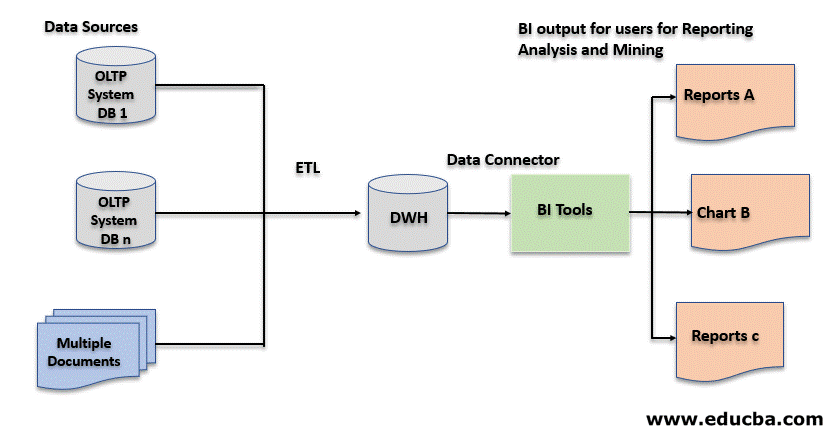 Data Sources
BI output for users for Reporting
Analysis and Mining
OLTP
System
DB 1
Reports A
ETL
Data Connector
OLTP
System
DB n
DWH
BI Tools
Chart B
Multiple
Documents
Reports c
www.educba.com